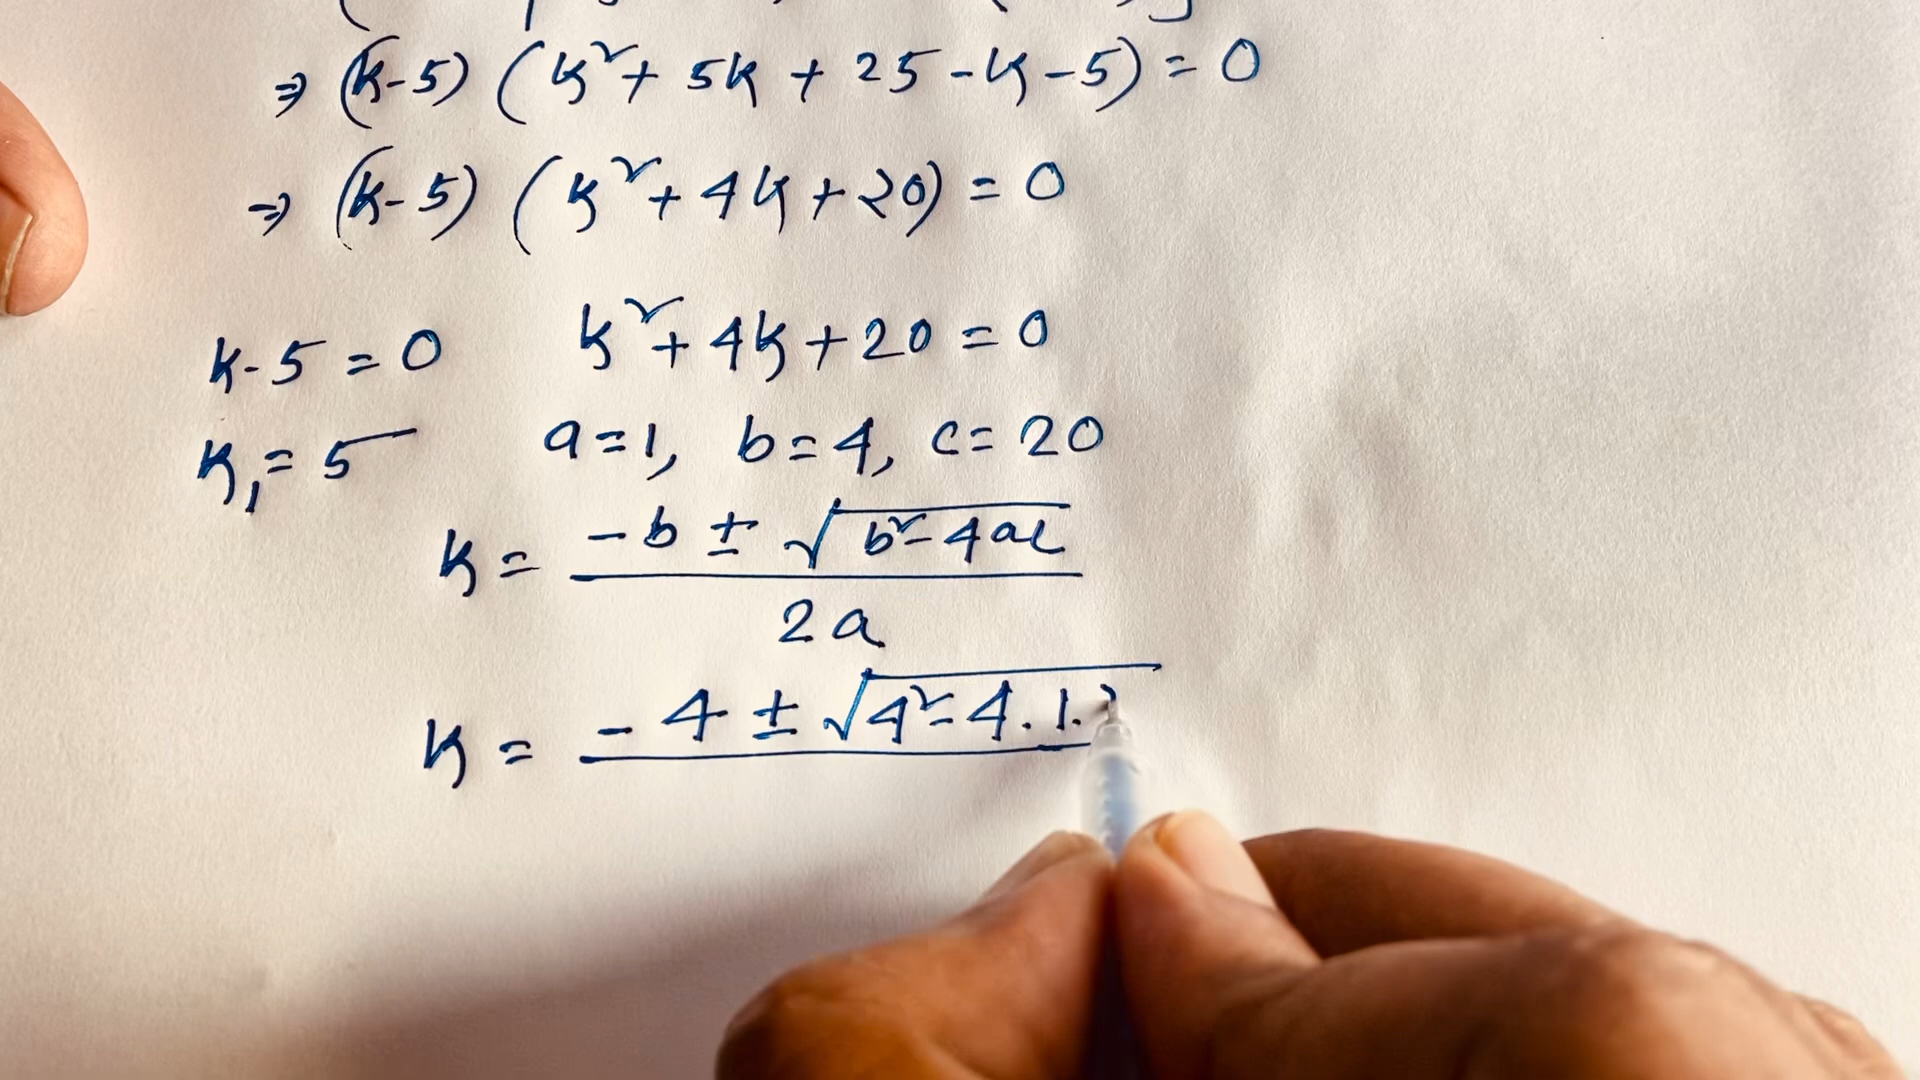 ⇒ (k-5) (k²+ 5k + 25 - k - 5) = 0
⇒ (k-5) (k²+ 4k + 20) = 0
k-5 = 0    k²+ 4k + 20 = 0
k₁ = 5    a=1, b=4, c= 20
k = (-b ± √(b²-4ac)) / 2a
k = -4 ± √(4²-4.1.